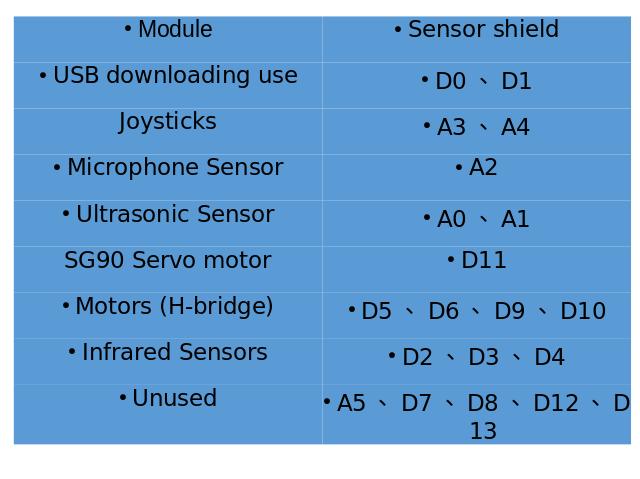 • Module
• Sensor shield
• USB downloading use
• D0 、 D1
Joysticks
• A3 、 A4
• Microphone Sensor
• A2
• Ultrasonic Sensor
• A0 、 A1
SG90 Servo motor
• D11
• Motors (H-bridge)
• D5 、 D6 、 D9 、 D10
• Infrared Sensors
• D2 、 D3 、 D4
• Unused
• A5 、 D7 、 D8 、 D12 、 D
13